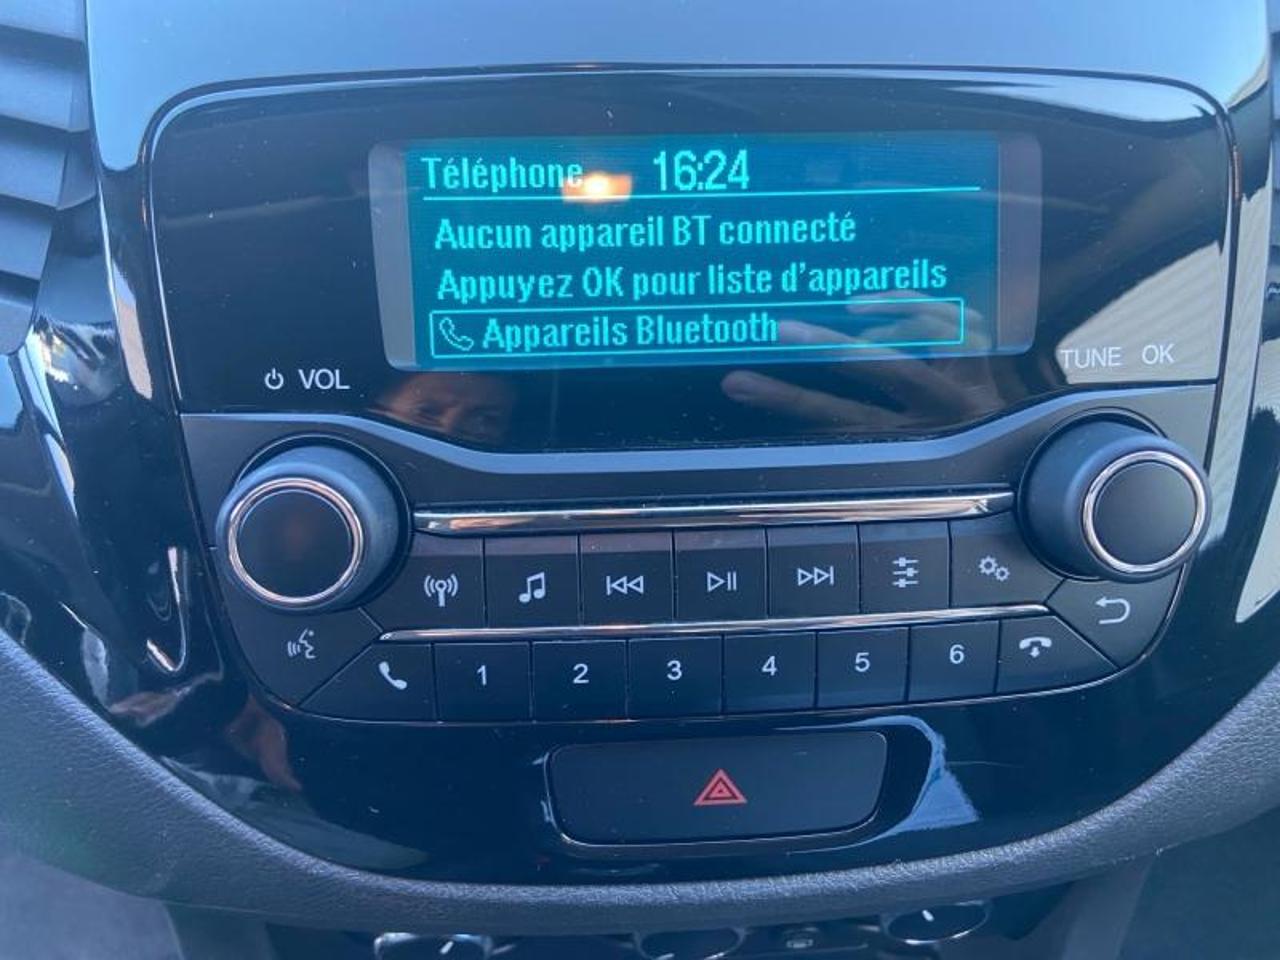 Téléphone 16:24
Aucun appareil BT connecté
Appuyez OK pour liste d'appareils
Appareils Bluetooth
VOL
TUNE OK
1 2 3 4 5 6